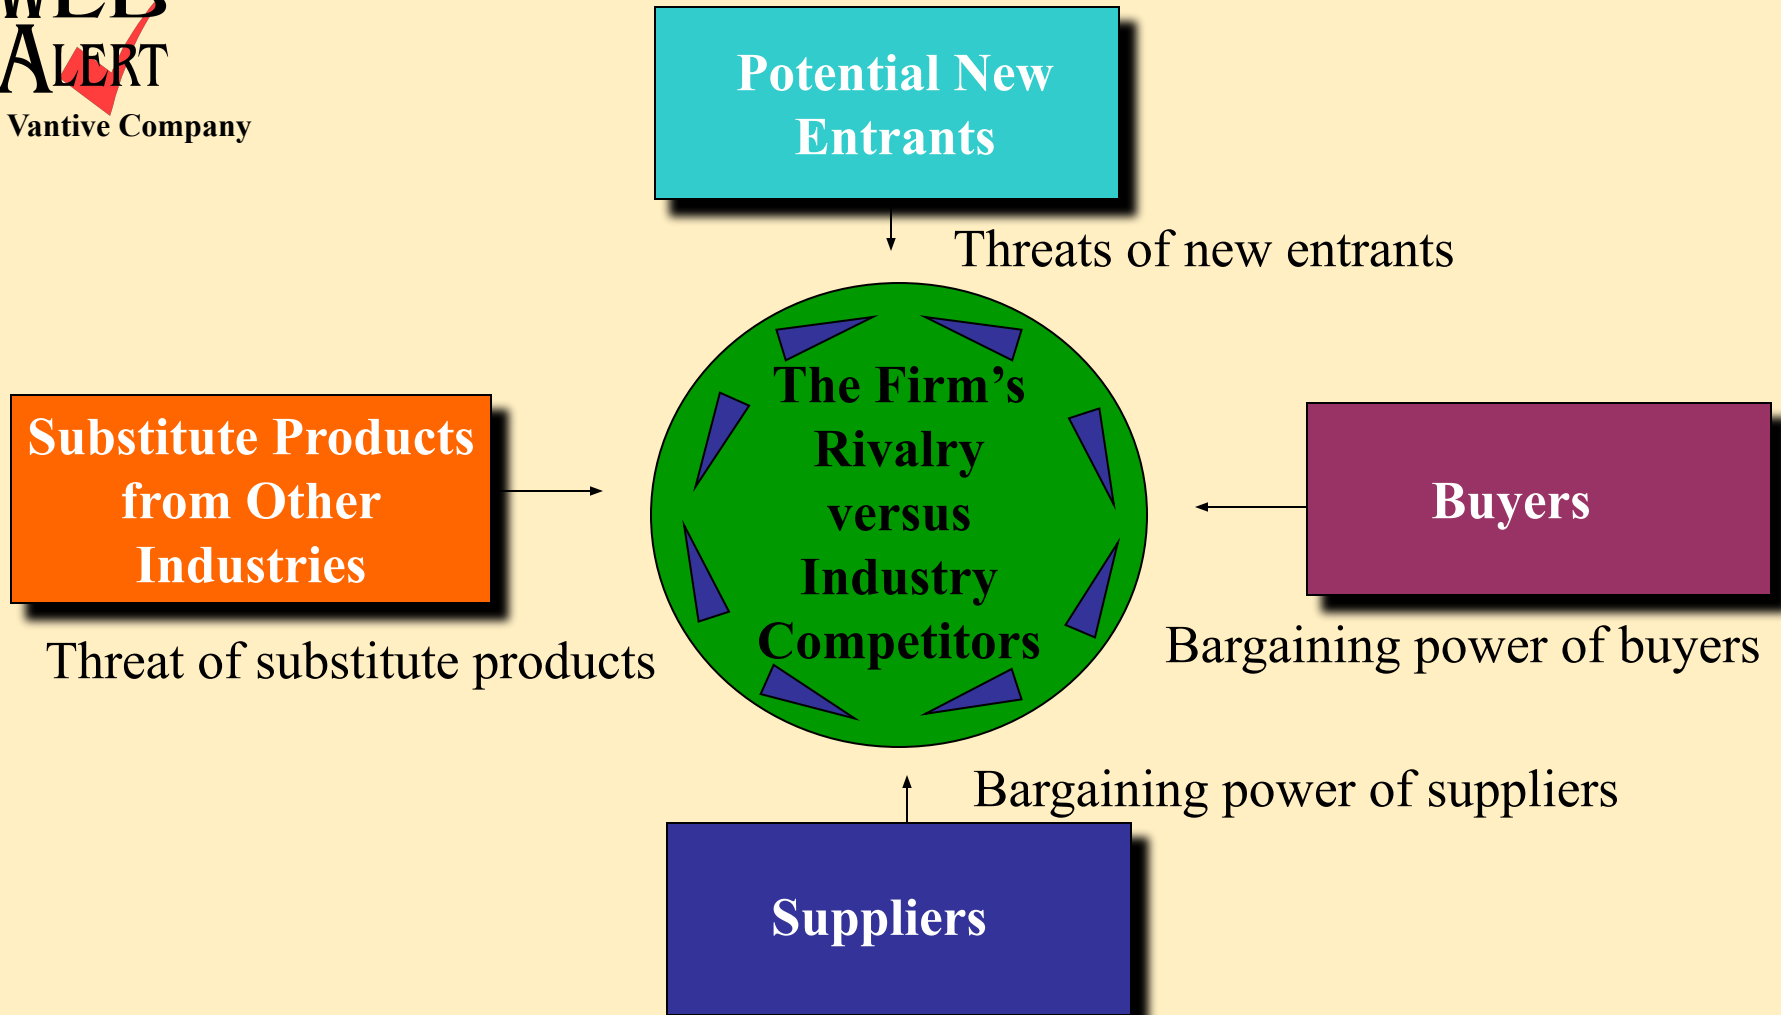 WEB
ALERT
Vantive Company
Potential New
Entrants
Threats of new entrants
The Firm’s
Rivalry
versus
Industry
Competitors
Substitute Products
from Other
Industries
Threat of substitute products
Buyers
Bargaining power of buyers
Bargaining power of suppliers
Suppliers